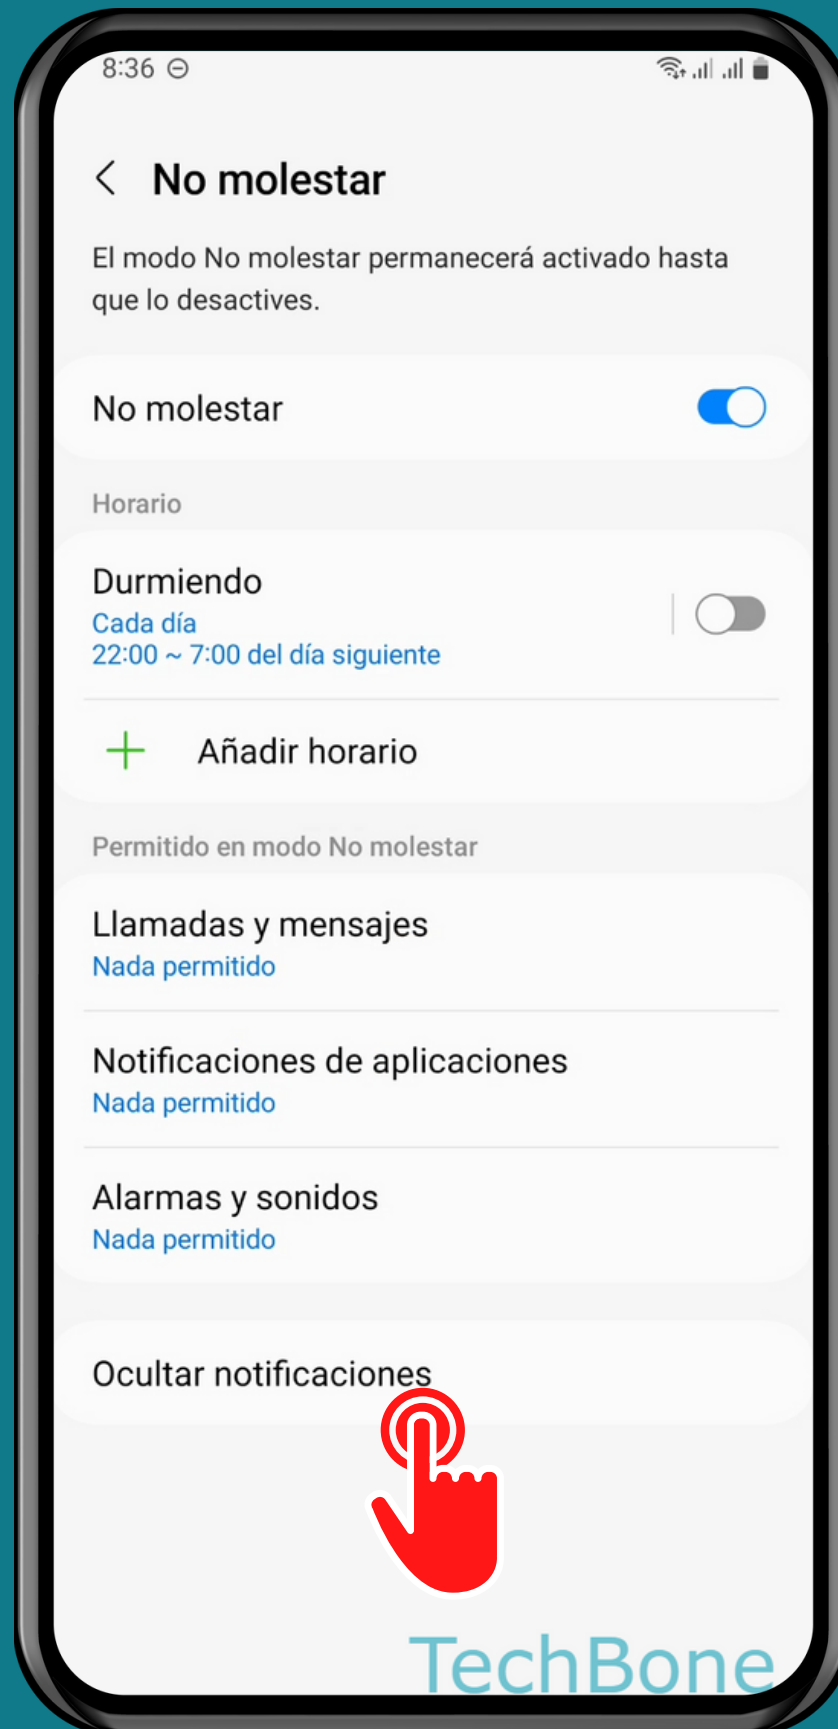 8:36
No molestar
El modo No molestar permanecerá activado hasta
que lo desactives.
No molestar
Horario
Durmiendo
Cada día
22:00 ~ 7:00 del día siguiente
Añadir horario
Permitido en modo No molestar
Llamadas y mensajes
Nada permitido
Notificaciones de aplicaciones
Nada permitido
Alarmas y sonidos
Nada permitido
Ocultar notificaciones
TechBone